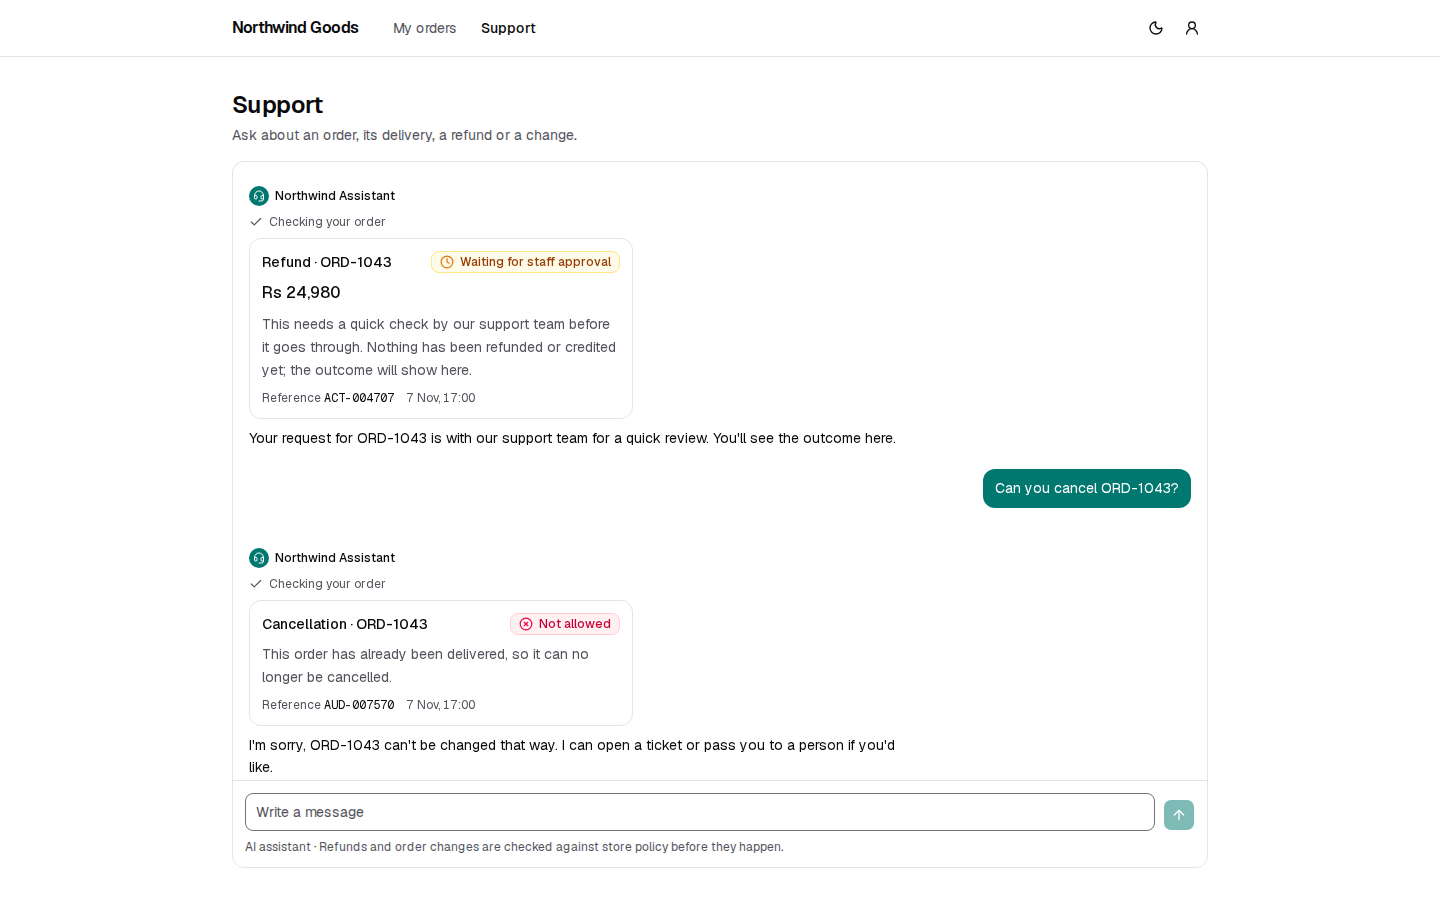 Northwind Goods My orders Support
Support
Ask about an order, its delivery, a refund or a change.
Northwind Assistant
Checking your order
Refund · ORD-1043 Waiting for staff approval
Rs 24,980
This needs a quick check by our support team before
it goes through. Nothing has been refunded or credited
yet; the outcome will show here.
Reference ACT-004707 7 Nov, 17:00
Your request for ORD-1043 is with our support team for a quick review. You'll see the outcome here.
Can you cancel ORD-1043?
Northwind Assistant
Checking your order
Cancellation · ORD-1043 Not allowed
This order has already been delivered, so it can no
longer be cancelled.
Reference AUD-007570 7 Nov, 17:00
I'm sorry, ORD-1043 can't be changed that way. I can open a ticket or pass you to a person if you'd
like.
Write a message
AI assistant · Refunds and order changes are checked against store policy before they happen.